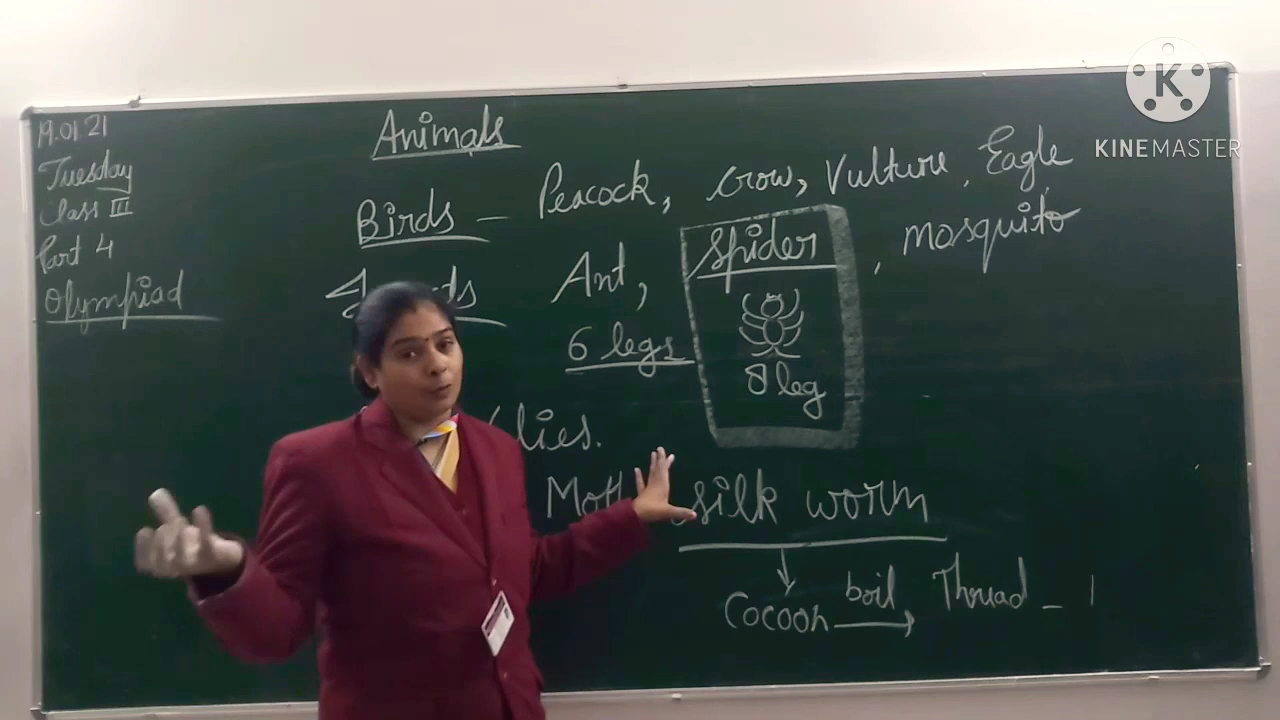 19.01.21
Tuesday
Class III
Part 4
Olympiad
Animals
Birds – Peacock, Crow, Vulture, Eagle
Ant, Spider, Mosquito
6 legs
8 leg
lies.
silk worm
Cocoon boil Thread –
K
KINEMASTER